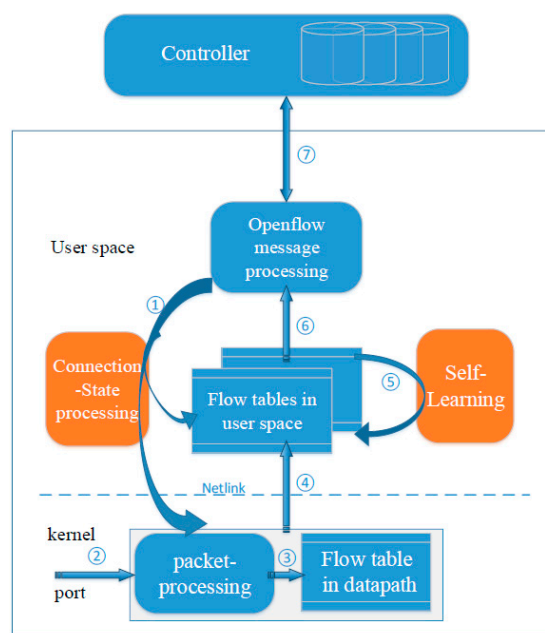 Controller
⑦
Openflow
message
processing
User space
①
⑥
Connection
-State
processing
Flow tables in
user space
⑤
Self-
Learning
Netlink
④
kernel
②
port
packet-
processing
③
Flow table
in datapath